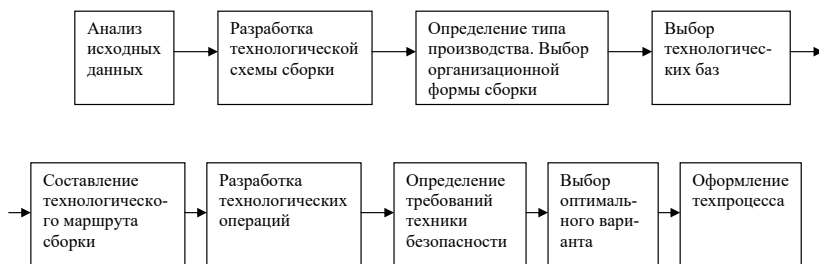 Анализ
исходных
данных
Разработка
технологической
схемы сборки
Определение типа
производства. Выбор
организационной
формы сборки
Выбор
технологичес-
ких баз
Составление
технологическо-
го маршрута
сборки
Разработка
технологических
операций
Определение
требований
техники
безопасности
Выбор
оптималь-
ного вари-
анта
Оформление
техпроцесса